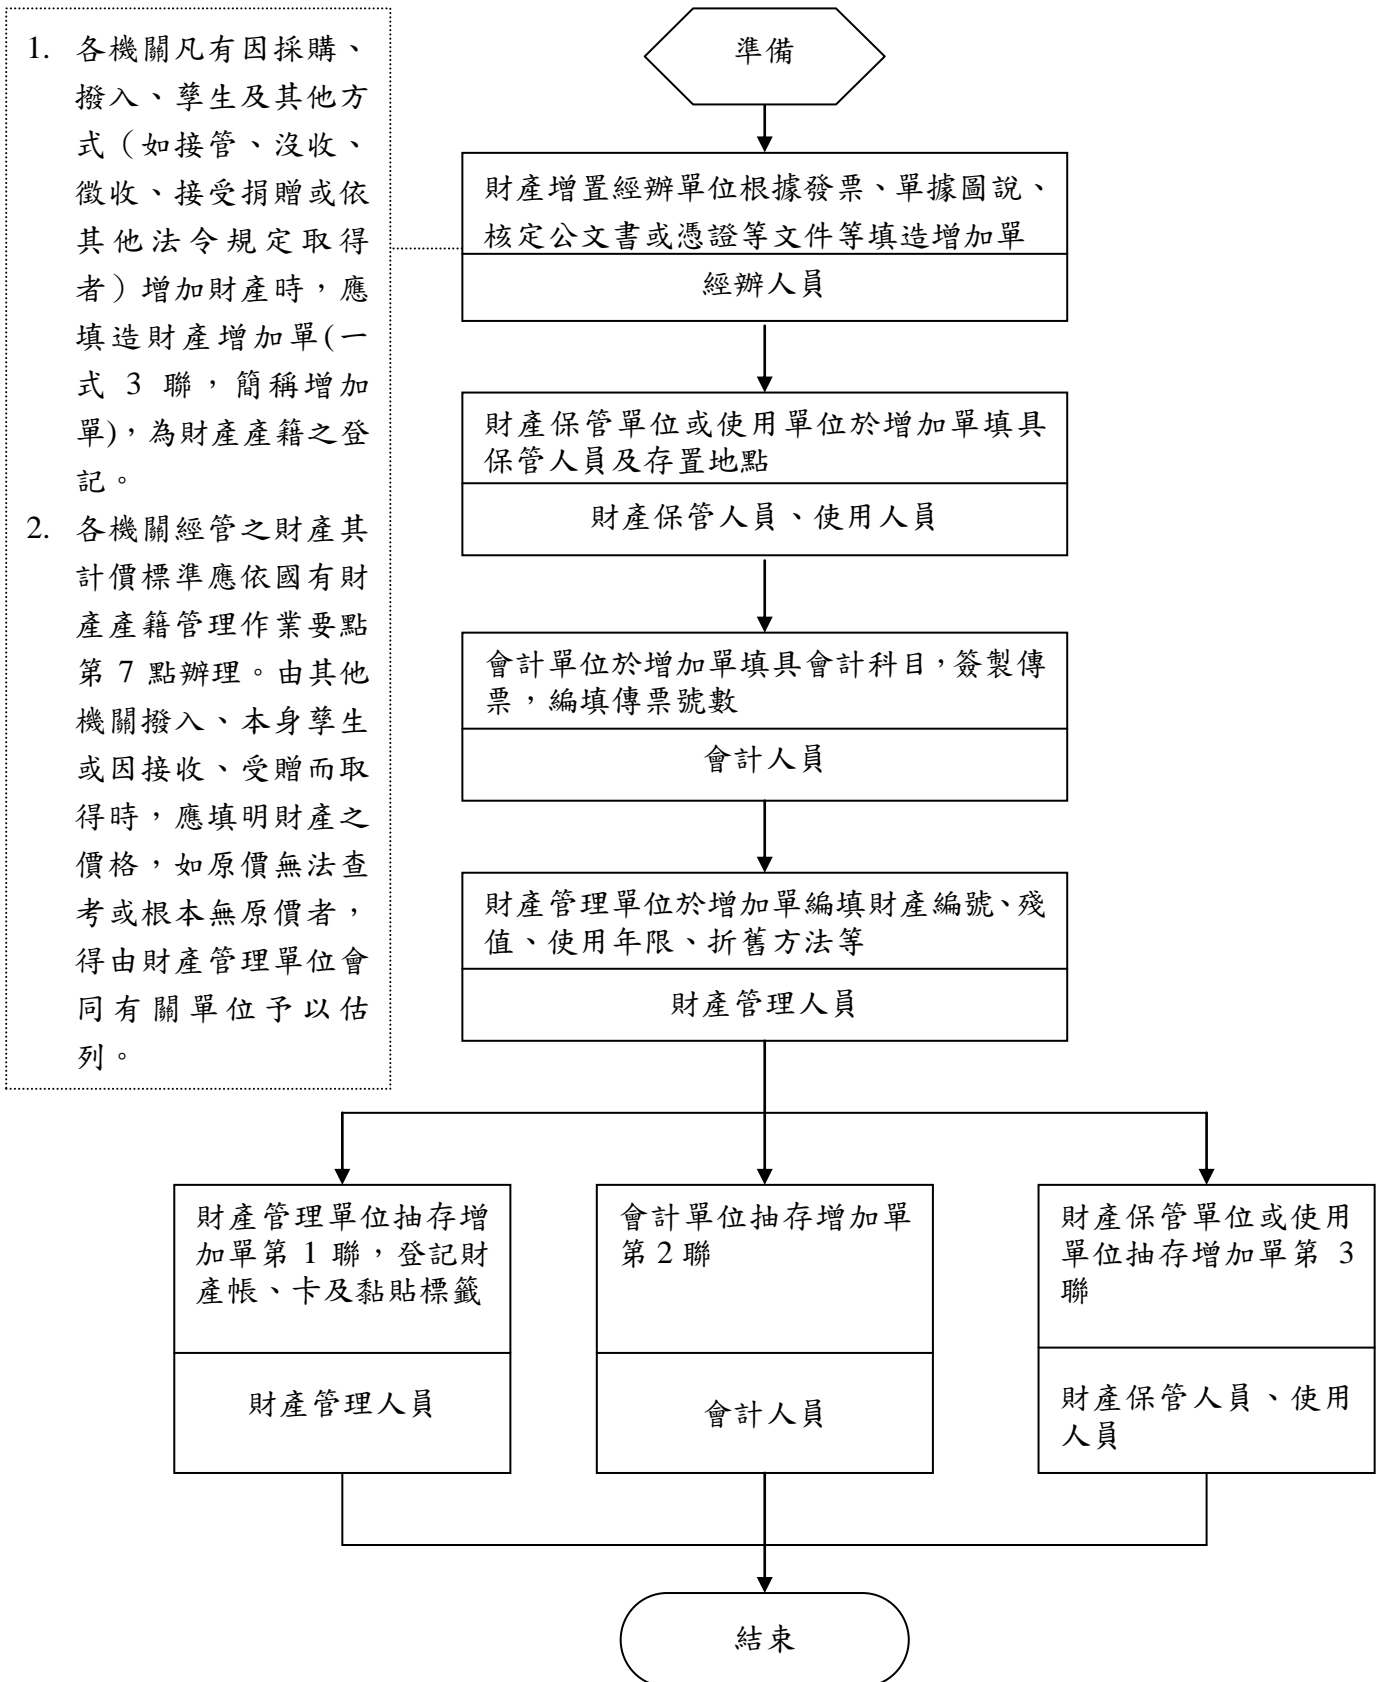 1. 各機關凡有因採購、
撥入、孳生及其他方
式（如接管、沒收、
徵收、接受捐贈或依
其他法令規定取得
者）增加財產時，應
填造財產增加單(一
式 3 聯，簡稱增加
單)，為財產產籍之登
記。
2. 各機關經管之財產其
計價標準應依國有財
產產籍管理作業要點
第 7 點辦理。由其他
機關撥入、本身孳生
或因接收、受贈而取
得時，應填明財產之
價格，如原價無法查
考或根本無原價者，
得由財產管理單位會
同有關單位予以估
列。
準備
財產增置經辦單位根據發票、單據圖說、
核定公文書或憑證等文件等填造增加單
經辦人員
財產保管單位或使用單位於增加單填具
保管人員及存置地點
財產保管人員、使用人員
會計單位於增加單填具會計科目，簽製傳
票，編填傳票號數
會計人員
財產管理單位於增加單編填財產編號、殘
值、使用年限、折舊方法等
財產管理人員
財產管理單位抽存增
加單第 1 聯，登記財
產帳、卡及黏貼標籤
財產管理人員
會計單位抽存增加單
第 2 聯
會計人員
財產保管單位或使用
單位抽存增加單第 3
聯
財產保管人員、使用
人員
結束